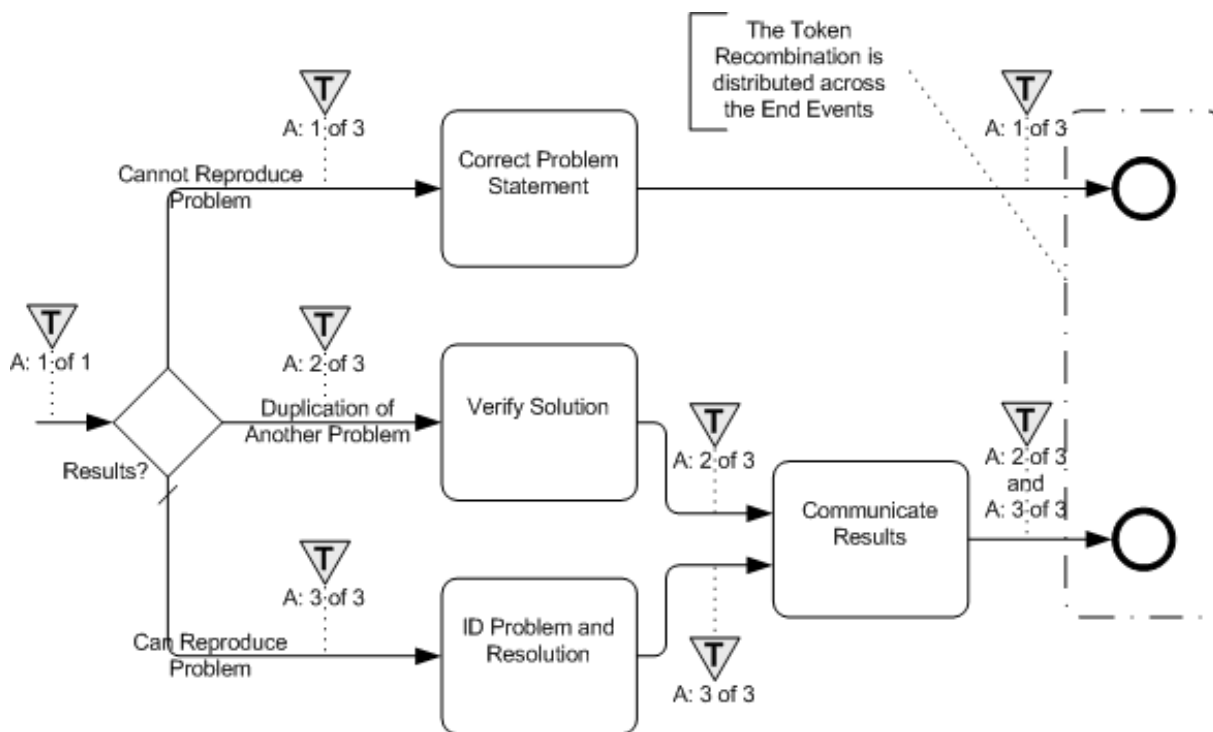 The Token
Recombination is
distributed across
the End Events
T
A: 1 of 3
T
A: 1 of 3
Correct Problem
Statement
Cannot Reproduce
Problem
T
A: 1 of 1
T
A: 2 of 3
Duplication of
Another Problem
Verify Solution
Results?
T
A: 2 of 3
T
A: 2 of 3
and
A: 3 of 3
Communicate
Results
T
A: 3 of 3
Can Reproduce
Problem
ID Problem and
Resolution
T
A: 3 of 3